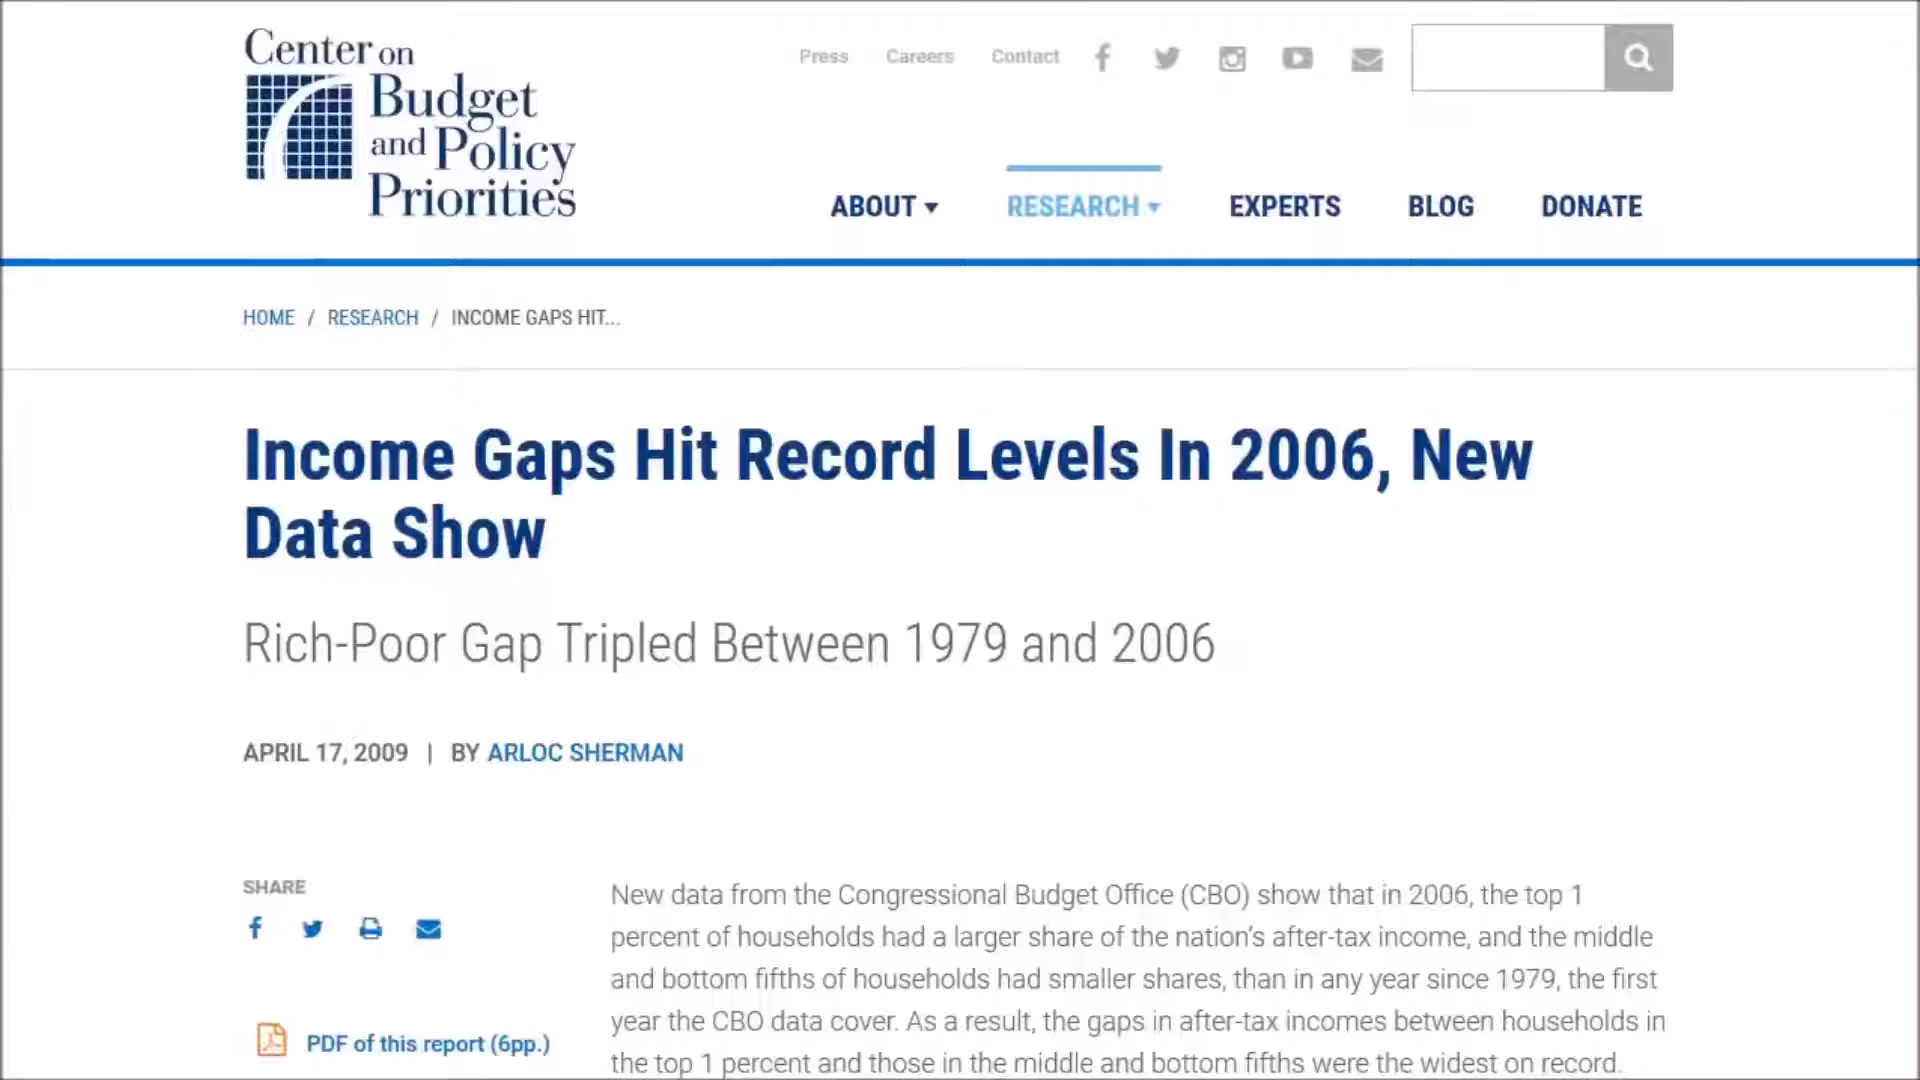 Center on
Budget
and Policy
Priorities
Press Careers Contact
ABOUT RESEARCH EXPERTS BLOG DONATE
HOME / RESEARCH / INCOME GAPS HIT...
Income Gaps Hit Record Levels In 2006, New
Data Show
Rich-Poor Gap Tripled Between 1979 and 2006
APRIL 17, 2009 | BY ARLOC SHERMAN
SHARE
PDF of this report (6pp.)
New data from the Congressional Budget Office (CBO) show that in 2006, the top 1
percent of households had a larger share of the nation's after-tax income, and the middle
and bottom fifths of households had smaller shares, than in any year since 1979, the first
year the CBO data cover. As a result, the gaps in after-tax incomes between households in
the top 1 percent and those in the middle and bottom fifths were the widest on record.